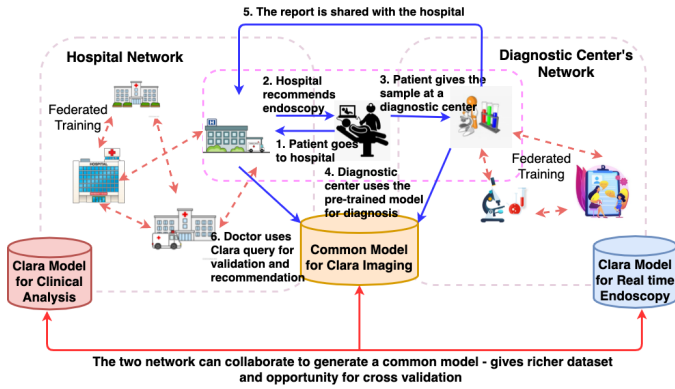 5. The report is shared with the hospital
Hospital Network
Diagnostic Center's
Network
2. Hospital
recommends
endoscopy
3. Patient gives the
sample at a
diagnostic center
Federated
Training
1. Patient goes
to hospital
HOSPITAL
Federated
Training
4. Diagnostic
center uses the
pre-trained model
for diagnosis
6. Doctor uses
Clara query for
validation and
recommendation
Common Model
for Clara Imaging
Clara Model
for Clinical
Analysis
Clara Model
for Real time
Endoscopy
The two network can collaborate to generate a common model - gives richer dataset
and opportunity for cross validation